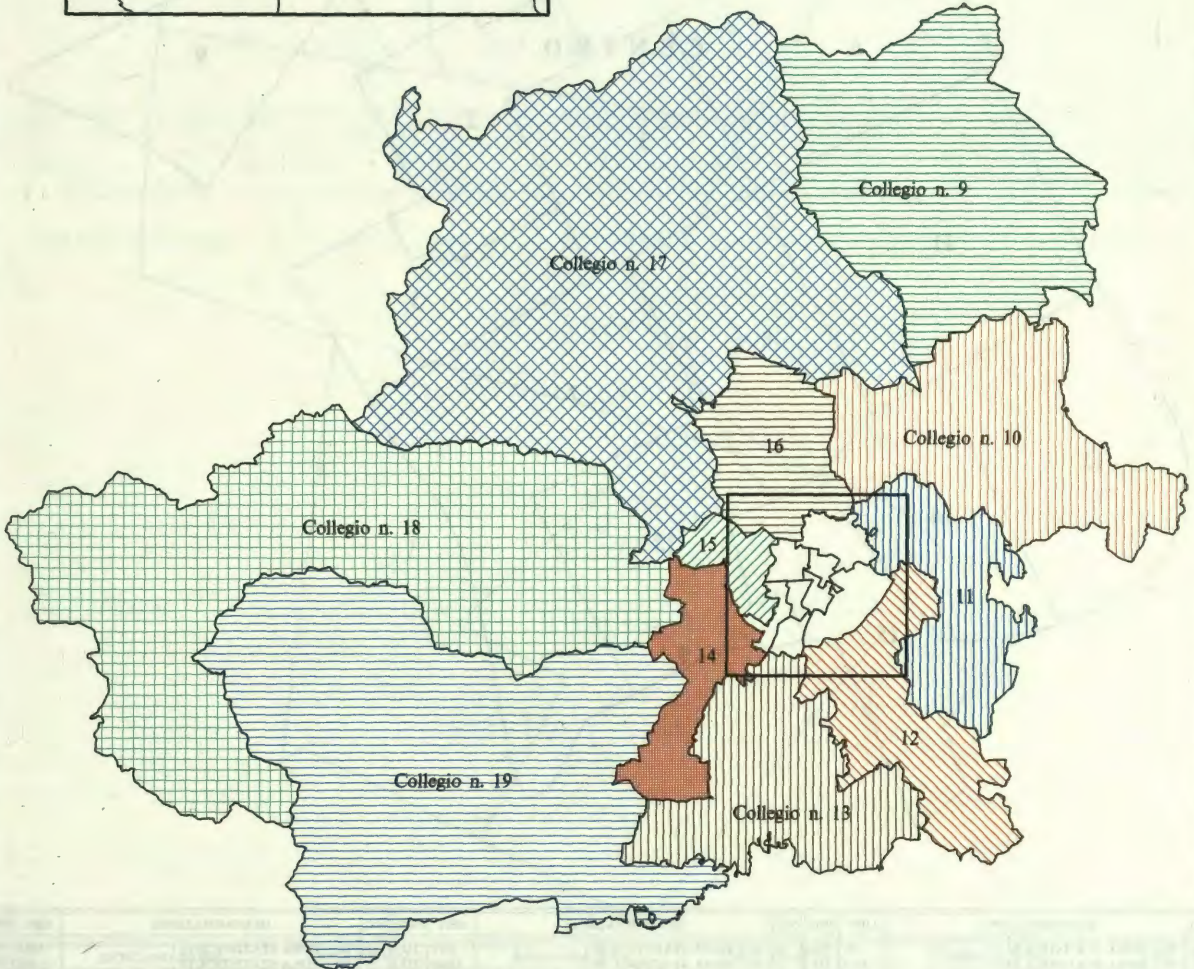 Collegio n. 9
Collegio n. 17
Collegio n. 10
16
Collegio n. 18
15
11
14
12
Collegio n. 19
Collegio n. 13